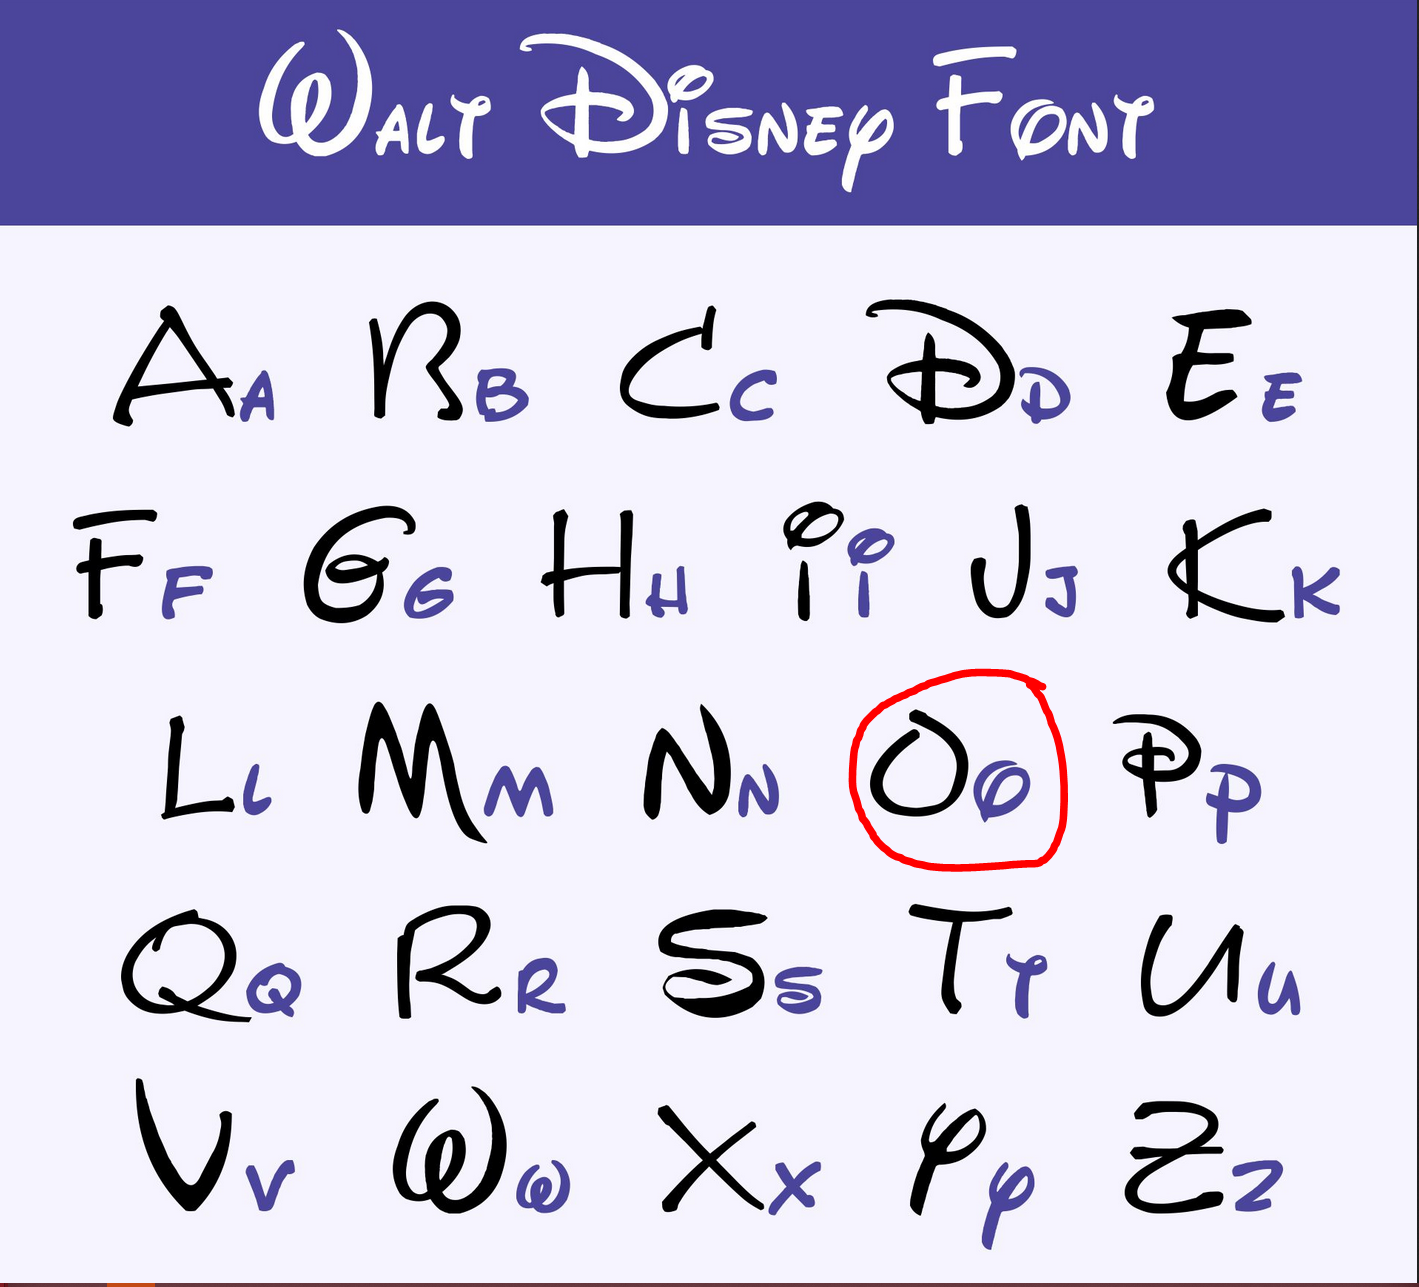 Walt Disney Font
Aa Bb Cc Dd Ee
Ff Gg Hh Ii Jj Kk
Ll Mm Nn Oo Pp
Qq Rr Ss Tt Uu
Vv Ww Xx Yy Zz